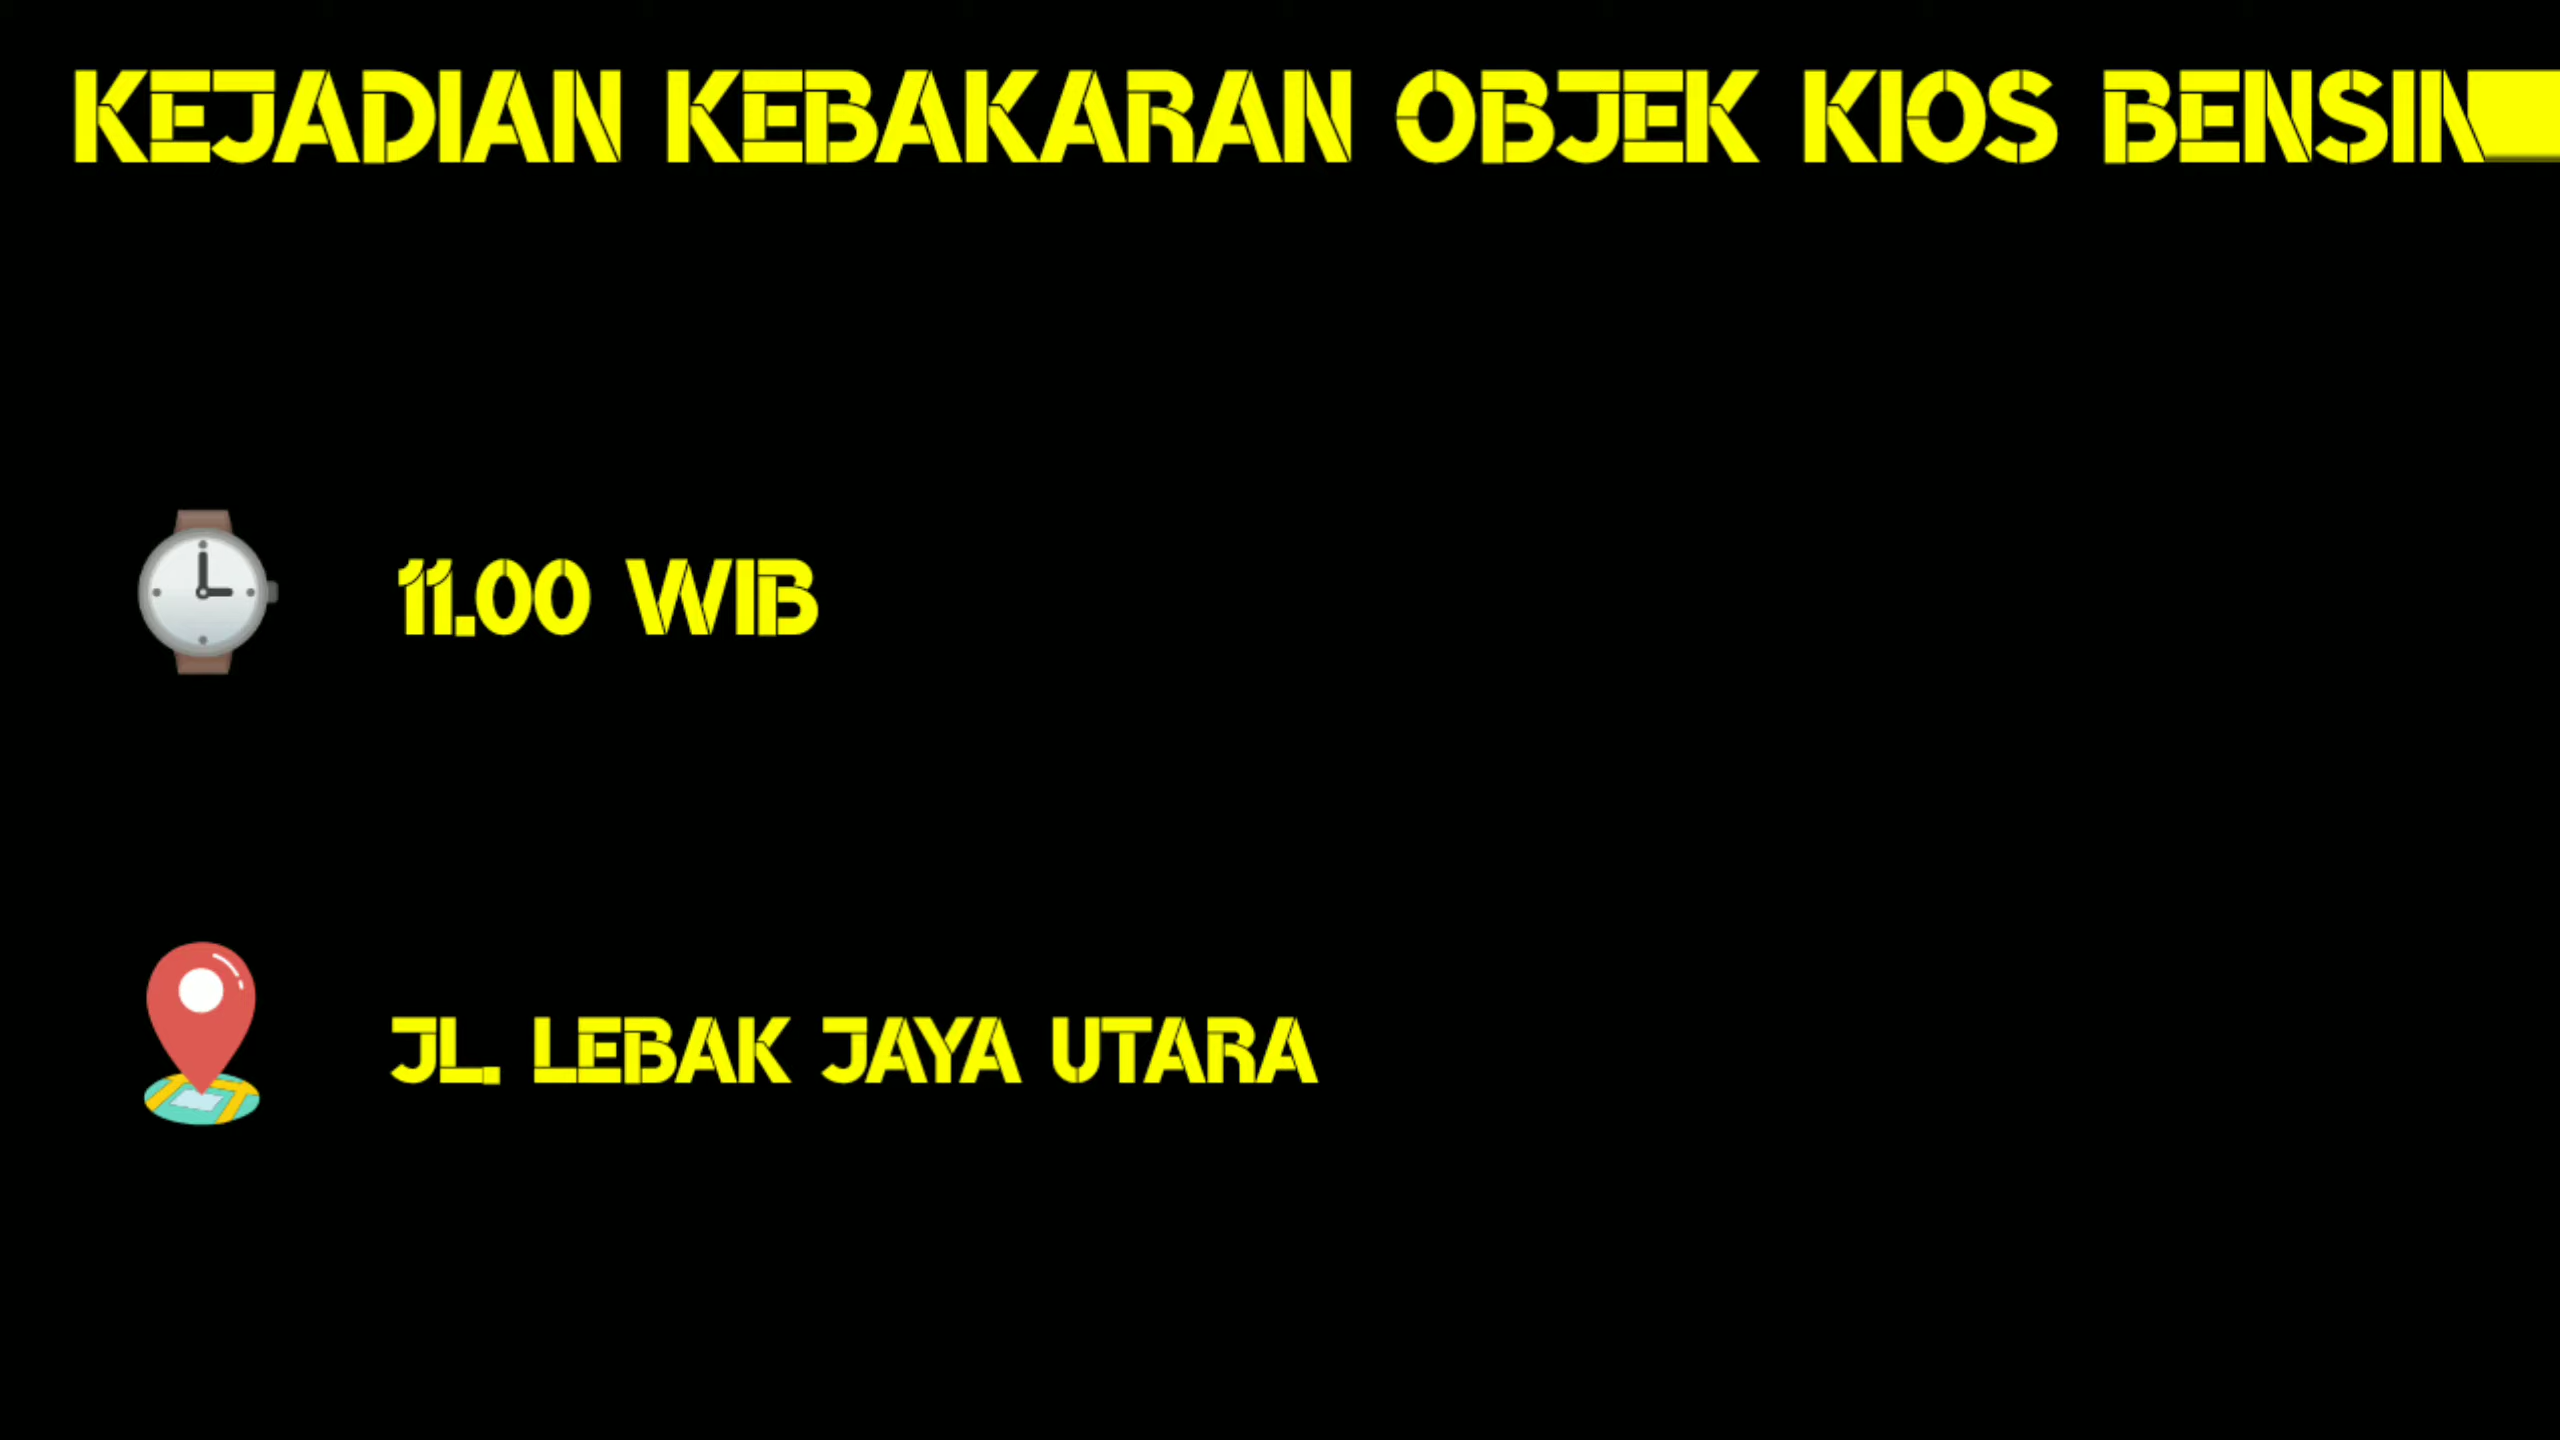 KEJADIAN KEBAKARAN OBJEK KIOS BENSIN
11.00 WIB
JL. LEBAK JAYA UTARA